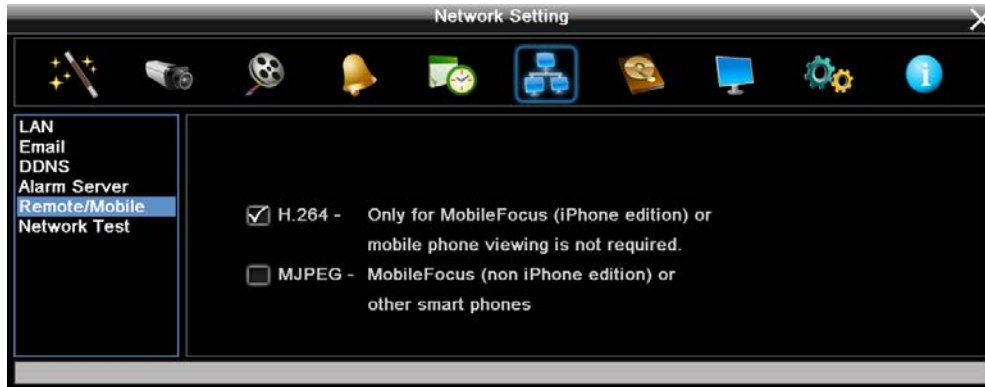 Network Setting
LAN
Email
DDNS
Alarm Server
Remote/Mobile
Network Test
H.264 - Only for MobileFocus (iPhone edition) or
mobile phone viewing is not required.
MJPEG - MobileFocus (non iPhone edition) or
other smart phones